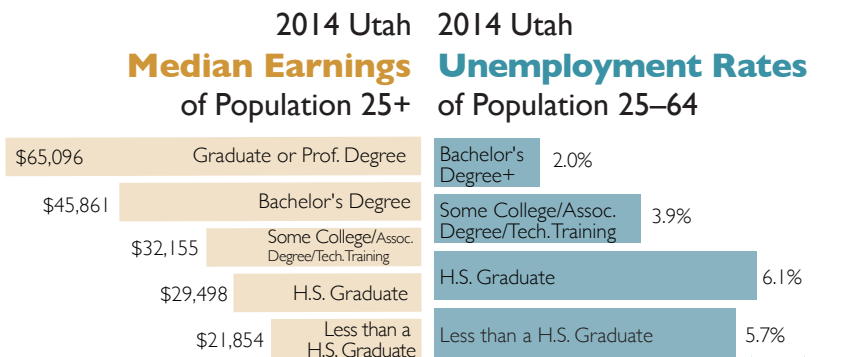 2014 Utah
Median Earnings
of Population 25+
$65,096 Graduate or Prof. Degree
$45,861 Bachelor's Degree
$32,155 Some College/Assoc.
Degree/Tech.Training
$29,498 H.S. Graduate
$21,854 Less than a
H.S. Graduate
2014 Utah
Unemployment Rates
of Population 25–64
Bachelor's
Degree+ 2.0%
Some College/Assoc.
Degree/Tech.Training 3.9%
H.S. Graduate 6.1%
Less than a H.S. Graduate 5.7%